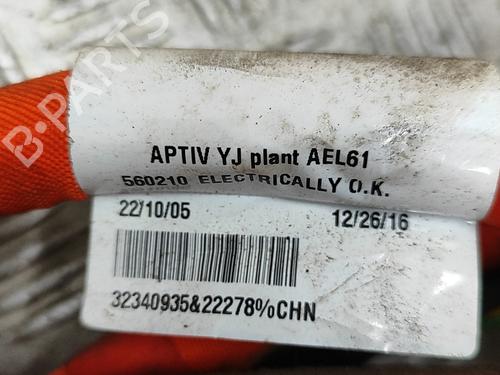 B-PARTS
APTIV YJ plant AEL61
560210 ELECTRICALLY O.K.
22/10/05 12/26/16
32340935&22278%CHN